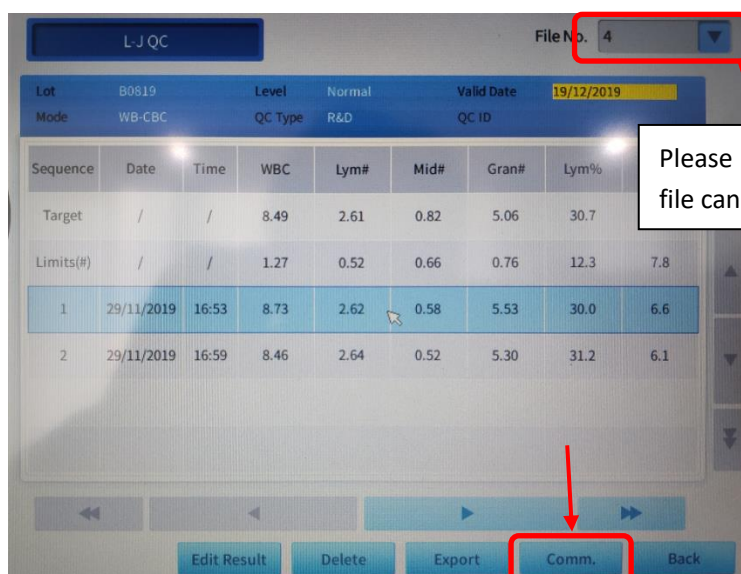 L-J QC
File No. 4
Lot B0819 Level Normal Valid Date 19/12/2019
Mode WB-CBC QC Type R&D QC ID
Please
file can
Sequence Date Time WBC Lym# Mid# Gran# Lym%
Target / / 8.49 2.61 0.82 5.06 30.7
Limits(#) / / 1.27 0.52 0.66 0.76 12.3 7.8
1 29/11/2019 16:53 8.73 2.62 0.58 5.53 30.0 6.6
2 29/11/2019 16:59 8.46 2.64 0.52 5.30 31.2 6.1
Edit Result Delete Export Comm. Back